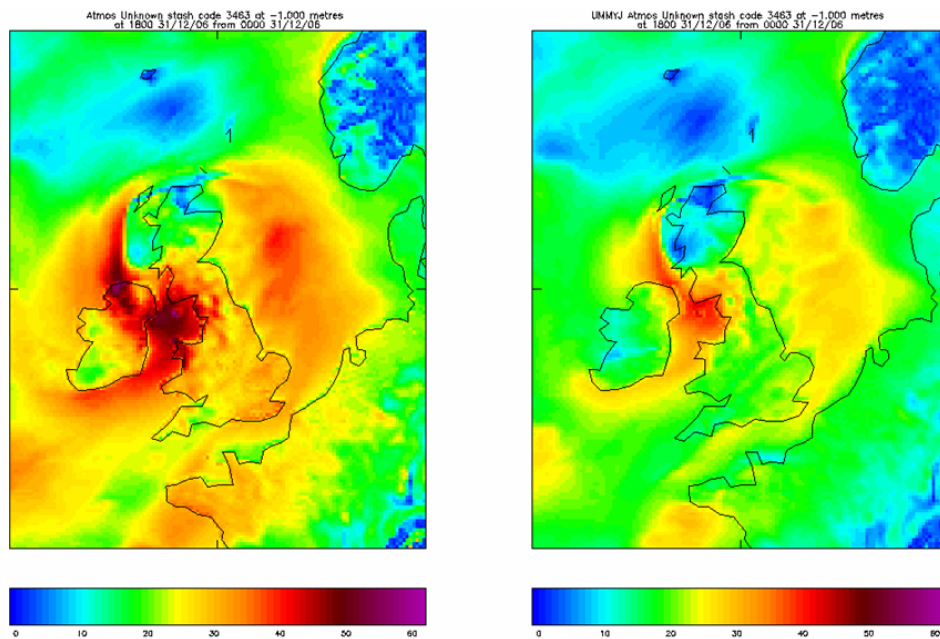 Atmos Unknown stash code 3463 at -1.000 metres
at 1800 31/12/06 from 0000 31/12/06
0 10 20 30 40 50 60
UMMYJ Atmos Unknown stash code 3463 at -1.000 metres
at 1800 31/12/06 from 0000 31/12/06
0 10 20 30 40 50 60